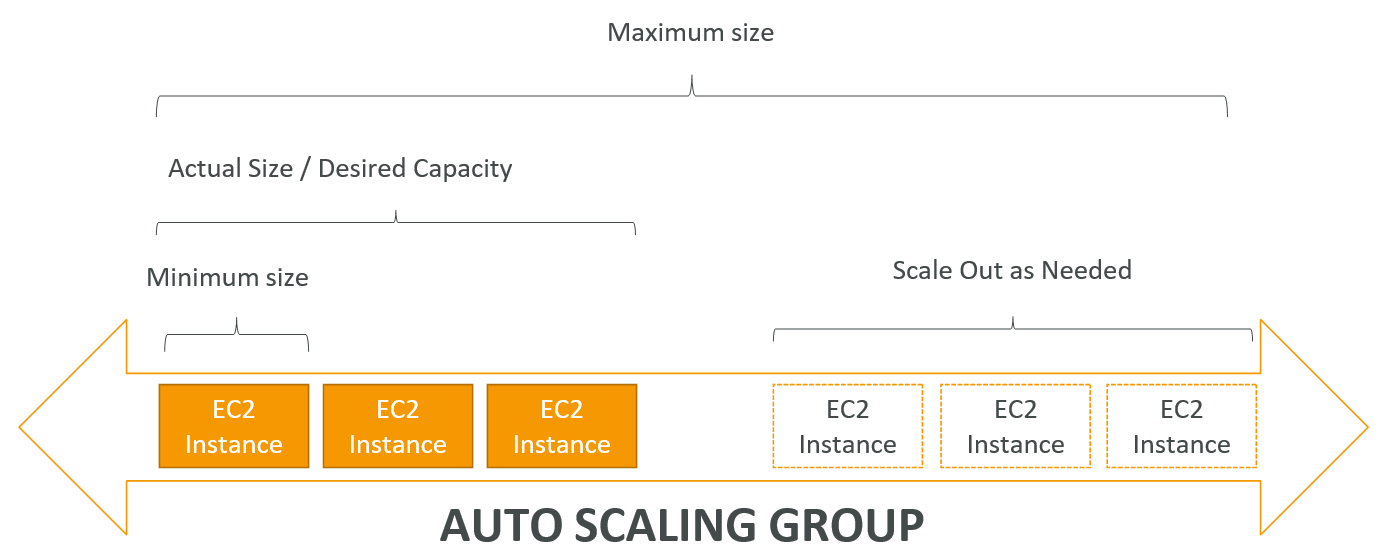 Maximum size
Actual Size / Desired Capacity
Minimum size
Scale Out as Needed
EC2
Instance
EC2
Instance
EC2
Instance
EC2
Instance
EC2
Instance
EC2
Instance
AUTO SCALING GROUP